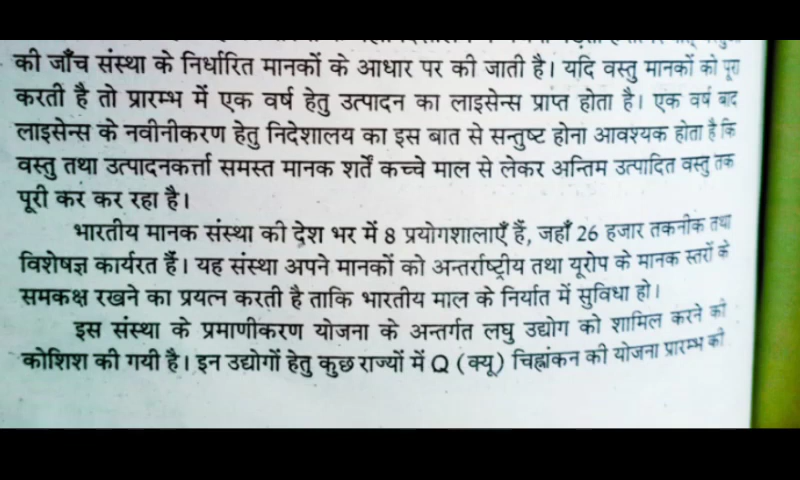 की जाँच संस्था के निर्धारित मानकों के आधार पर की जाती है। यदि वस्तु मानकों को पूरा
करती है तो प्रारम्भ में एक वर्ष हेतु उत्पादन का लाइसेन्स प्राप्त होता है। एक वर्ष बाद
लाइसेन्स के नवीनीकरण हेतु निदेशालय का इस बात से सन्तुष्ट होना आवश्यक होता है कि
वस्तु तथा उत्पादनकर्त्ता समस्त मानक शर्तें कच्चे माल से लेकर अन्तिम उत्पादित वस्तु तक
पूरी कर कर रहा है।
भारतीय मानक संस्था की देश भर में 8 प्रयोगशालाएँ हैं, जहाँ 26 हजार तकनीक तथा
विशेषज्ञ कार्यरत हैं। यह संस्था अपने मानकों को अन्तर्राष्ट्रीय तथा यूरोप के मानक स्तरों के
समकक्ष रखने का प्रयत्न करती है ताकि भारतीय माल के निर्यात में सुविधा हो।
इस संस्था के प्रमाणीकरण योजना के अन्तर्गत लघु उद्योग को शामिल करने की
कोशिश की गयी है। इन उद्योगों हेतु कुछ राज्यों में Q (क्यू) चिह्नांकन की योजना प्रारम्भ की